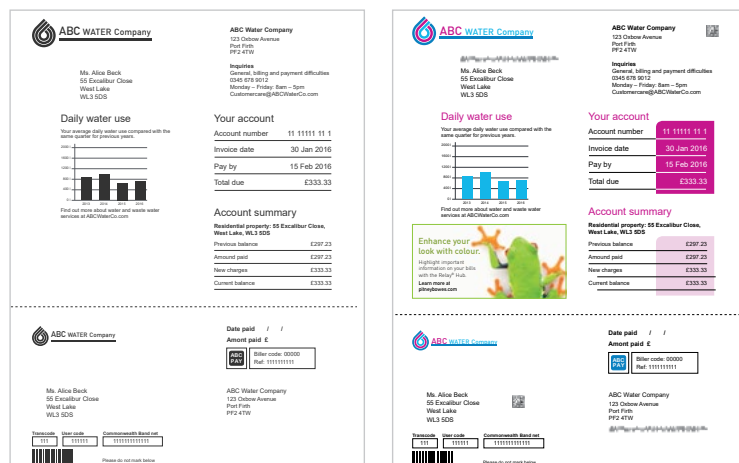 ABC WATER Company
ABC Water Company
123 Oxbow Avenue
Port Firth
PF2 4TW
Inquiries
General, billing and payment difficulties
0345 678 9012
Monday – Friday: 8am – 5pm
Customercare@ABCWaterCo.com
Ms. Alice Beck
55 Excalibur Close
West Lake
WL3 5DS
Daily water use
Your average daily water use compared with the
same quarter for previous years.
2013 2014 2015 2016
Find out more about water and waste water
services at ABCWaterCo.com
Your account
Account number 11 11111 11 1
Invoice date 30 Jan 2016
Pay by 15 Feb 2016
Total due £333.33
Account summary
Residential property: 55 Excalibur Close,
West Lake, WL3 5DS
Previous balance £297.23
Amound paid £297.23
New charges £333.33
Current balance £333.33
ABC WATER Company
Date paid / /
Amont paid £
ABC
PAY
Biller code: 00000
Ref: 1111111111
Ms. Alice Beck
55 Excalibur Close
West Lake
WL3 5DS
ABC Water Company
123 Oxbow Avenue
Port Firth
PF2 4TW
Transcode User code Commonwealth Band net
111 111111 11111111111111
Please do not mark below
ABC WATER Company
ABC Water Company
123 Oxbow Avenue
Port Firth
PF2 4TW
Inquiries
General, billing and payment difficulties
0345 678 9012
Monday – Friday: 8am – 5pm
Customercare@ABCWaterCo.com
Ms. Alice Beck
55 Excalibur Close
West Lake
WL3 5DS
Daily water use
Your average daily water use compared with the
same quarter for previous years.
2013 2014 2015 2016
Find out more about water and waste water
services at ABCWaterCo.com
Your account
Account number 11 11111 11 1
Invoice date 30 Jan 2016
Pay by 15 Feb 2016
Total due £333.33
Account summary
Residential property: 55 Excalibur Close,
West Lake, WL3 5DS
Previous balance £297.23
Amound paid £297.23
New charges £333.33
Current balance £333.33
Enhance your
look with colour.
Highlight important
information on your bills
with the Relay® Hub.
Learn more at
pitneybowes.com
ABC WATER Company
Date paid / /
Amont paid £
ABC
PAY
Biller code: 00000
Ref: 1111111111
Ms. Alice Beck
55 Excalibur Close
West Lake
WL3 5DS
ABC Water Company
123 Oxbow Avenue
Port Firth
PF2 4TW
Transcode User code Commonwealth Band net
111 111111 11111111111111
Please do not mark below